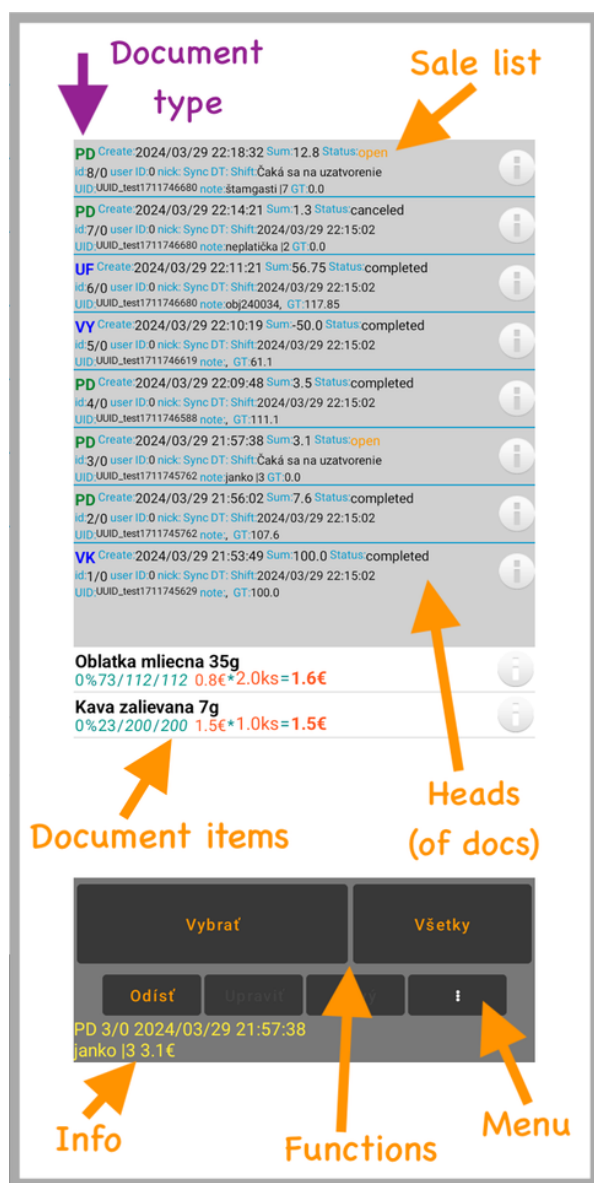 Document
type
Sale list
PD Create:2024/03/29 22:18:32 Sum:12.8 Status:open
id:8/0 user ID:0 nick: Sync DT: Shift:Čaká sa na uzatvorenie
UID:UUID_test1711746680 note:štamgasti |7 GT:0.0
PD Create:2024/03/29 22:14:21 Sum:1.3 Status:canceled
id:7/0 user ID:0 nick: Sync DT: Shift:2024/03/29 22:15:02
UID:UUID_test1711746680 note:neplatička |2 GT:0.0
UF Create:2024/03/29 22:11:21 Sum:56.75 Status:completed
id:6/0 user ID:0 nick: Sync DT: Shift:2024/03/29 22:15:02
UID:UUID_test1711746680 note:obj240034, GT:117.85
VY Create:2024/03/29 22:10:19 Sum:-50.0 Status:completed
id:5/0 user ID:0 nick: Sync DT: Shift:2024/03/29 22:15:02
UID:UUID_test1711746619 note:, GT:61.1
PD Create:2024/03/29 22:09:48 Sum:3.5 Status:completed
id:4/0 user ID:0 nick: Sync DT: Shift:2024/03/29 22:15:02
UID:UUID_test1711746588 note:, GT:111.1
PD Create:2024/03/29 21:57:38 Sum:3.1 Status:open
id:3/0 user ID:0 nick: Sync DT: Shift:Čaká sa na uzatvorenie
UID:UUID_test1711745762 note:janko |3 GT:0.0
PD Create:2024/03/29 21:56:02 Sum:7.6 Status:completed
id:2/0 user ID:0 nick: Sync DT: Shift:2024/03/29 22:15:02
UID:UUID_test1711745762 note:, GT:107.6
VK Create:2024/03/29 21:53:49 Sum:100.0 Status:completed
id:1/0 user ID:0 nick: Sync DT: Shift:2024/03/29 22:15:02
UID:UUID_test1711745629 note:, GT:100.0
Oblatka mliecna 35g
0%73/112/112 0.8€*2.0ks=1.6€
Kava zalievana 7g
0%23/200/200 1.5€*1.0ks=1.5€
Heads
(of docs)
Document items
Vybrať Všetky
Odísť Upraviť
PD 3/0 2024/03/29 21:57:38
janko |3 3.1€
Info
Functions
Menu